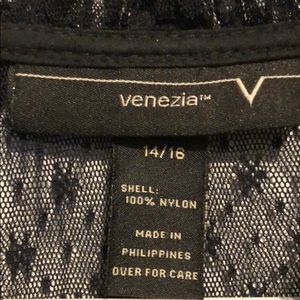 venezia™
14/16
SHELL:
100% NYLON
MADE IN
PHILIPPINES
OVER FOR CARE